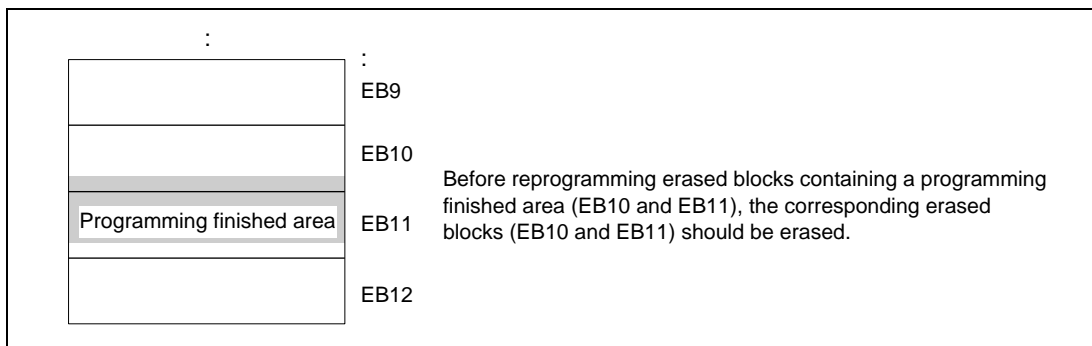 :
:
EB9
EB10
Before reprogramming erased blocks containing a programming
finished area (EB10 and EB11), the corresponding erased
blocks (EB10 and EB11) should be erased.
Programming finished area
EB11
EB12